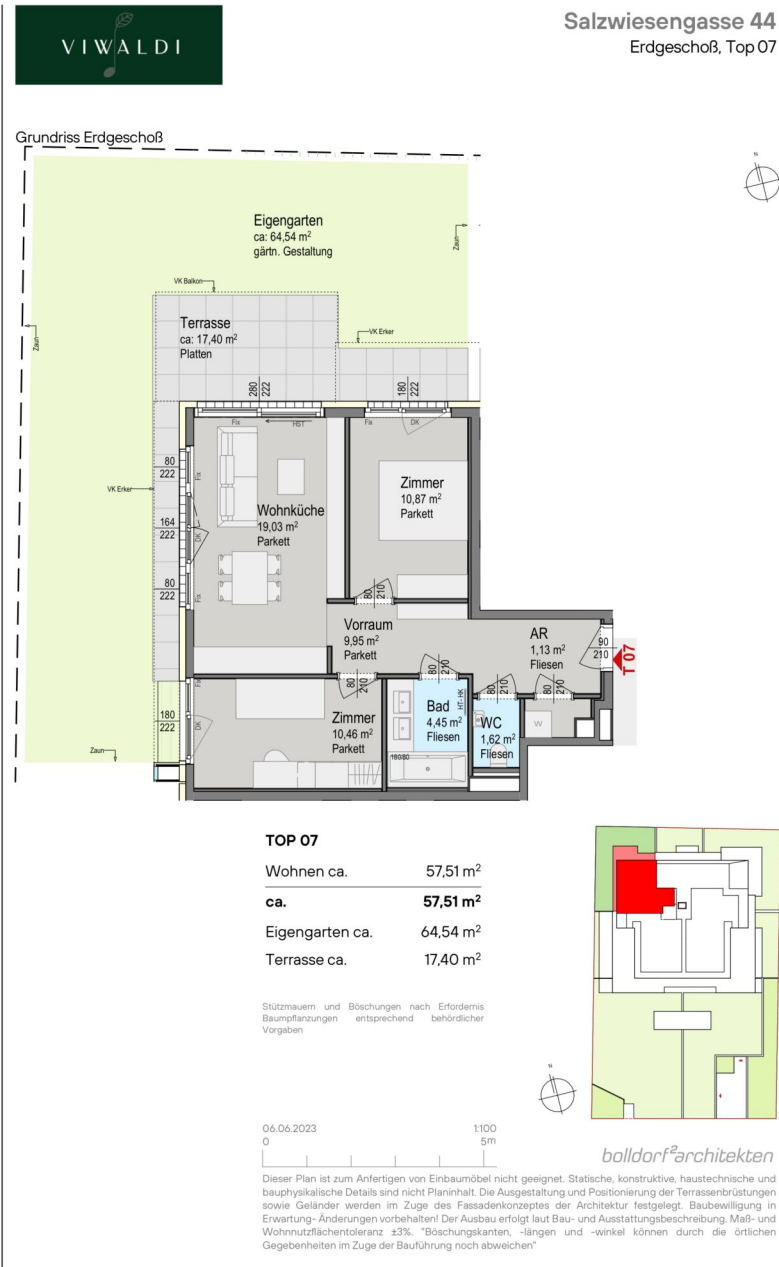 VIWALDI
Salzwiesengasse 44
Erdgeschoß, Top 07
Grundriss Erdgeschoß
N
Eigengarten
ca: 64,54 m²
gärtn. Gestaltung
Zaun
VK Balkon
Terrasse
ca: 17,40 m²
Platten
VK Erker
Zaun
280
222
180
222
Fix
HST
Fix
DK
80
222
Fix
VK Erker
164
222
DK
80
222
Fix
Wohnküche
19,03 m²
Parkett
Zimmer
10,87 m²
Parkett
80
210
Vorraum
9,95 m²
Parkett
AR
1,13 m²
Fliesen
90
210
T 07
80
210
80
210
80
210
80
210
Fix
180
222
DK
Zimmer
10,46 m²
Parkett
Bad
4,45 m²
Fliesen
HT-HK
WC
1,62 m²
Fliesen
W
180/80
Zaun
TOP 07
Wohnen ca. 57,51 m²
ca. 57,51 m²
Eigengarten ca. 64,54 m²
Terrasse ca. 17,40 m²
Stützmauern und Böschungen nach Erfordernis
Baumpflanzungen entsprechend behördlicher
Vorgaben
N
06.06.2023 1:100
0 5m
bolldorf²architekten
Dieser Plan ist zum Anfertigen von Einbaumöbel nicht geeignet. Statische, konstruktive, haustechnische und
bauphysikalische Details sind nicht Planinhalt. Die Ausgestaltung und Positionierung der Terrassenbrüstungen
sowie Geländer werden im Zuge des Fassadenkonzeptes der Architektur festgelegt. Baubewilligung in
Erwartung- Änderungen vorbehalten! Der Ausbau erfolgt laut Bau- und Ausstattungsbeschreibung. Maß- und
Wohnnutzflächentoleranz ±3%. "Böschungskanten, -längen und -winkel können durch die örtlichen
Gegebenheiten im Zuge der Bauführung noch abweichen"